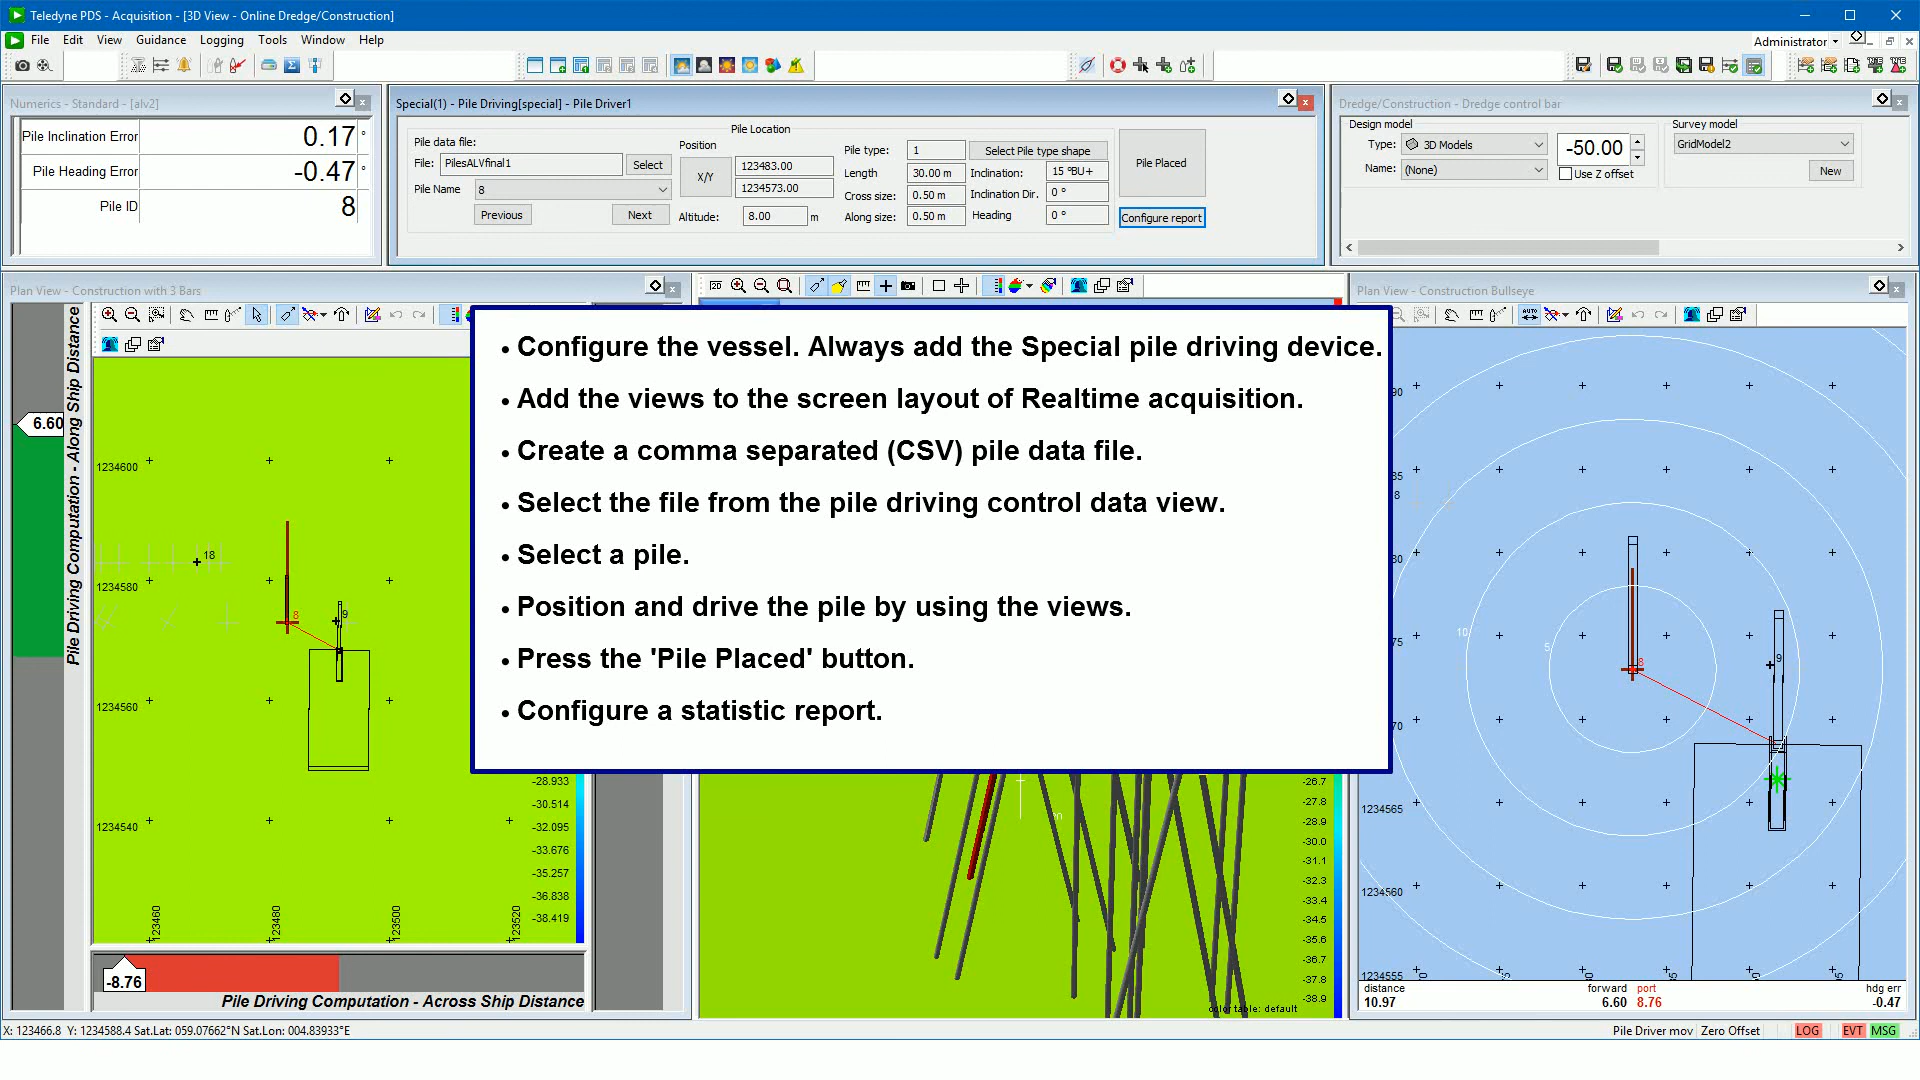 Teledyne PDS - Acquisition - [3D View - Online Dredge/Construction]
File Edit View Guidance Logging Tools Window Help
Administrator
Numerics - Standard - [alv2]
Pile Inclination Error 0.17 °
Pile Heading Error -0.47 °
Pile ID 8
Special(1) - Pile Driving[special] - Pile Driver1
Pile Location
Pile data file:
File: PilesALVfinal1 Select
Pile Name 8
Previous Next
Position
X/Y 123483.00
1234573.00
Altitude: 8.00 m
Pile type: 1 Select Pile type shape
Length 30.00 m Inclination: 15 °BU+
Cross size: 0.50 m Inclination Dir. 0 °
Along size: 0.50 m Heading 0 °
Pile Placed
Configure report
Dredge/Construction - Dredge control bar
Design model
Type: 3D Models
Name: (None)
-50.00
Use Z offset
Survey model
GridModel2
New
Plan View - Construction with 3 Bars
Pile Driving Computation - Along Ship Distance
6.60
1234600
1234580
1234560
1234540
18
8
9
123460
123480
123500
123520
-28.933
-30.514
-32.095
-33.676
-35.257
-36.838
-38.419
-8.76
Pile Driving Computation - Across Ship Distance
• Configure the vessel. Always add the Special pile driving device.
• Add the views to the screen layout of Realtime acquisition.
• Create a comma separated (CSV) pile data file.
• Select the file from the pile driving control data view.
• Select a pile.
• Position and drive the pile by using the views.
• Press the 'Pile Placed' button.
• Configure a statistic report.
-26.7
-27.8
-28.9
-30.0
-31.1
-32.3
-33.4
-34.5
-35.6
-36.7
-37.8
-38.9
color table: default
Plan View - Construction Bullseye
AUTO
90
85
8
80
75
70
1234565
1234560
1234555
10
5
8
9
distance forward port hdg err
10.97 6.60 8.76 -0.47
X: 123466.8 Y: 1234588.4 Sat.Lat: 059.07662°N Sat.Lon: 004.83933°E
Pile Driver mov Zero Offset LOG EVT MSG